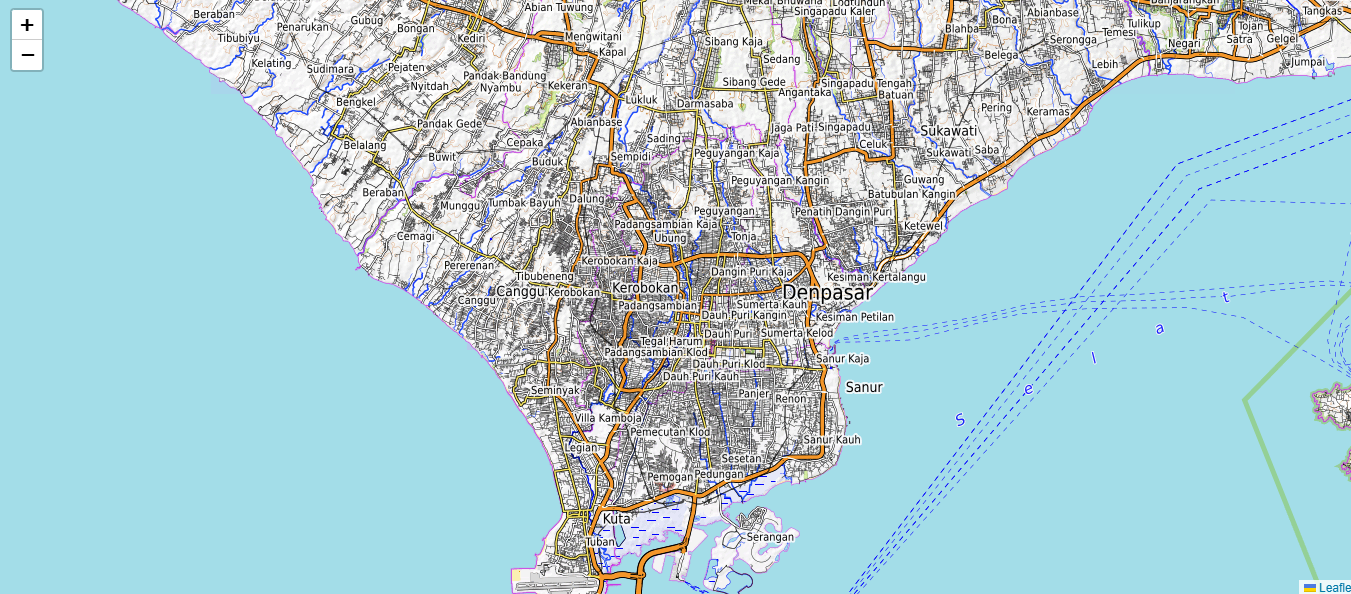 +
−
Beraban
Gubug
Abian Tuwung
Singapadu Kaler
Bona
Abianbase
Tulikup
Tojan
Tangkas
Penarukan
Bongan
Kediri
Mengwitani
Sibang Kaja
Blahba
Serongga
Temesi
Satra
Gelgel
Tibubiyu
Kapal
Negari
Kelating
Sudimara
Pejaten
Sedang
Belega
Lebih
Jumpai
Pandak Bandung
Nyitdah
Nyambu
Kekeran
Sibang Gede
Singapadu Tengah
Angantaka
Batuan
Bengkel
Lukluk
Darmasaba
Pering
Keramas
Pandak Gede
Abianbase
Jaga Pati
Singapadu
Sukawati
Belalang
Cepaka
Sading
Celuk
Buwit
Buduk
Sempidi
Peguyangan Kaja
Sukawati
Saba
Beraban
Peguyangan Kangin
Guwang
Batubulan Kangin
Munggu
Tumbak Bayuh
Dalung
Peguyangan
Penatih Dangin Puri
Padangsambian Kaja
Ketewel
Cemagi
Ubung
Tonja
Pererenan
Kerobokan Kaja
Dangin Puri Kaja
Tibubeneng
Kesiman Kertalangu
Canggu
Kerobokan
Kerobokan
Denpasar
Canggu
Padangsambian
Sumerta Kauh
Dauh Puri Kangin
Kesiman Petilan
Dauh Puri
Sumerta Kelod
Tegal Harum
Padangsambian Klod
Sanur Kaja
Dauh Puri Klod
Dauh Puri Kauh
Sanur
Seminyak
Panjer
Renon
Villa Kamboja
Pemecutan Klod
Sanur Kauh
Legian
Sesetan
Pemogan
Pedungan
Kuta
Serangan
Tuban
S e l a t
Leafle